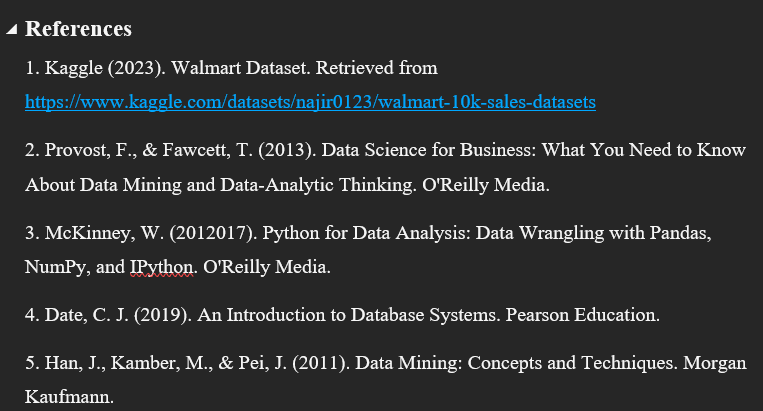 References
1. Kaggle (2023). Walmart Dataset. Retrieved from
https://www.kaggle.com/datasets/najir0123/walmart-10k-sales-datasets
2. Provost, F., & Fawcett, T. (2013). Data Science for Business: What You Need to Know
About Data Mining and Data-Analytic Thinking. O'Reilly Media.
3. McKinney, W. (2012017). Python for Data Analysis: Data Wrangling with Pandas,
NumPy, and IPython. O'Reilly Media.
4. Date, C. J. (2019). An Introduction to Database Systems. Pearson Education.
5. Han, J., Kamber, M., & Pei, J. (2011). Data Mining: Concepts and Techniques. Morgan
Kaufmann.